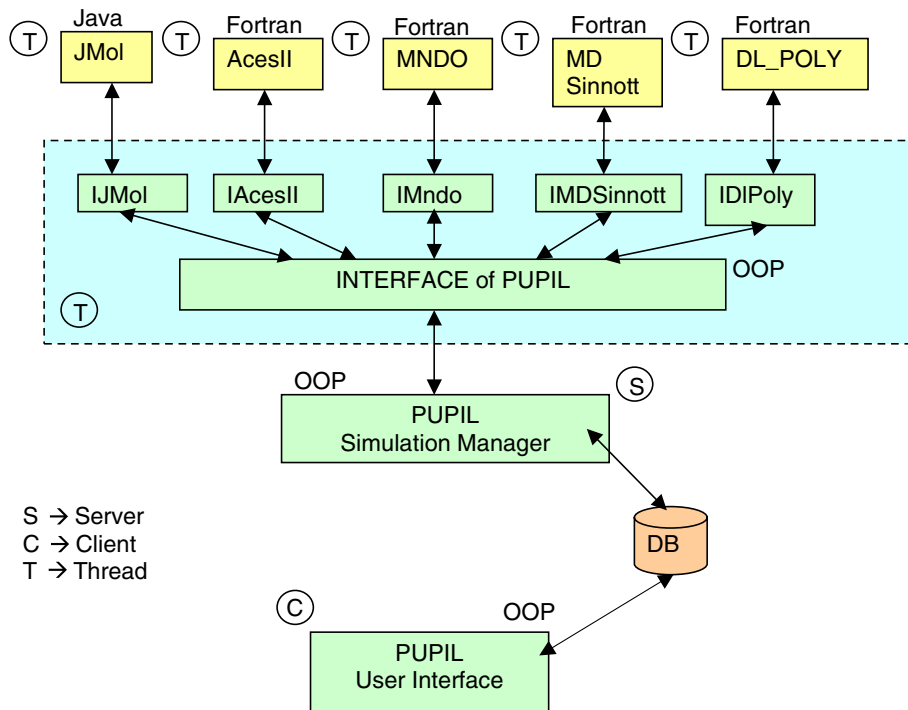 Java
Fortran
Fortran
Fortran
Fortran
T
T
T
T
T
JMol
AcesII
MNDO
MD
Sinnott
DL_POLY
IJMol
IAcesII
IMndo
IMDSinnott
IDlPoly
INTERFACE of PUPIL
OOP
T
OOP
S
PUPIL
Simulation Manager
S → Server
C → Client
T → Thread
DB
C
OOP
PUPIL
User Interface